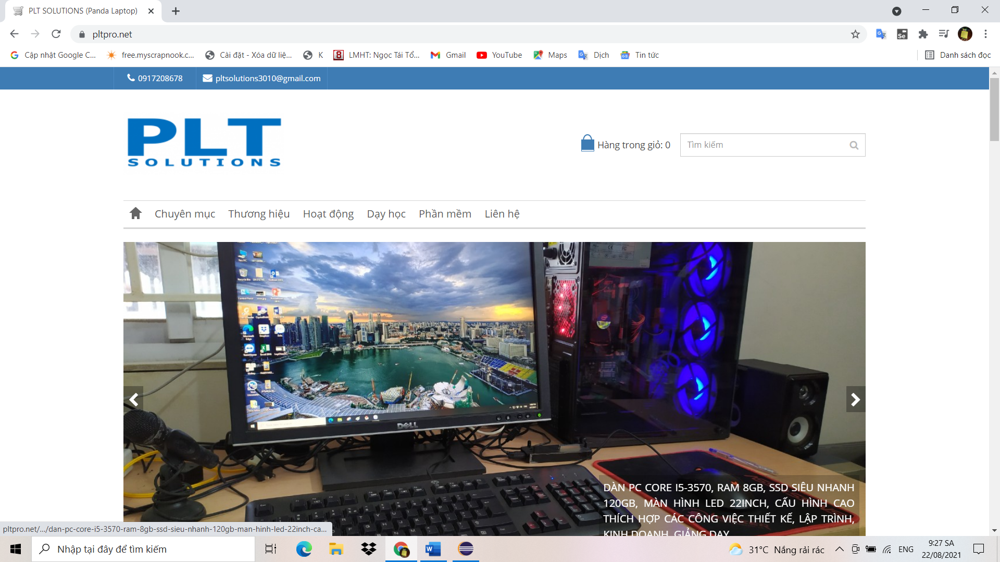 PLT SOLUTIONS (Panda Laptop)
pltpro.net
Cập nhật Google C...
free.myscrapnook.c...
Cài đặt - Xóa dữ liệ...
K
LMHT: Ngọc Tái Tổ...
Gmail
YouTube
Maps
Dịch
Tin tức
Danh sách đọc
0917208678
pltsolutions3010@gmail.com
PLT
SOLUTIONS
Hàng trong giỏ: 0
Tìm kiếm
Chuyên mục
Thương hiệu
Hoạt động
Dạy học
Phần mềm
Liên hệ
DELL
DÀN PC CORE I5-3570, RAM 8GB, SSD SIÊU NHANH
120GB, MÀN HÌNH LED 22INCH, CẤU HÌNH CAO
THÍCH HỢP CÁC CÔNG VIỆC THIẾT KẾ, LẬP TRÌNH,
KINH DOANH, GIẢNG DẠY
pltpro.net/.../dan-pc-core-i5-3570-ram-8gb-ssd-sieu-nhanh-120gb-man-hinh-led-22inch-ca...
Nhập tại đây để tìm kiếm
31°C Nắng rải rác
ENG
9:27 SA
22/08/2021